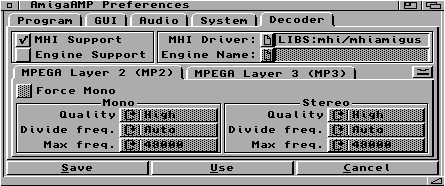 AmigaAMP Preferences
Program GUI Audio System Decoder
MHI Support MHI Driver: LIBS:mhi/mhiamigus
Engine Support Engine Name:
MPEGA Layer 2 (MP2) MPEGA Layer 3 (MP3)
Force Mono
Mono Stereo
Quality High Quality High
Divide freq. Auto Divide freq. Auto
Max freq. 48000 Max freq. 48000
Save Use Cancel